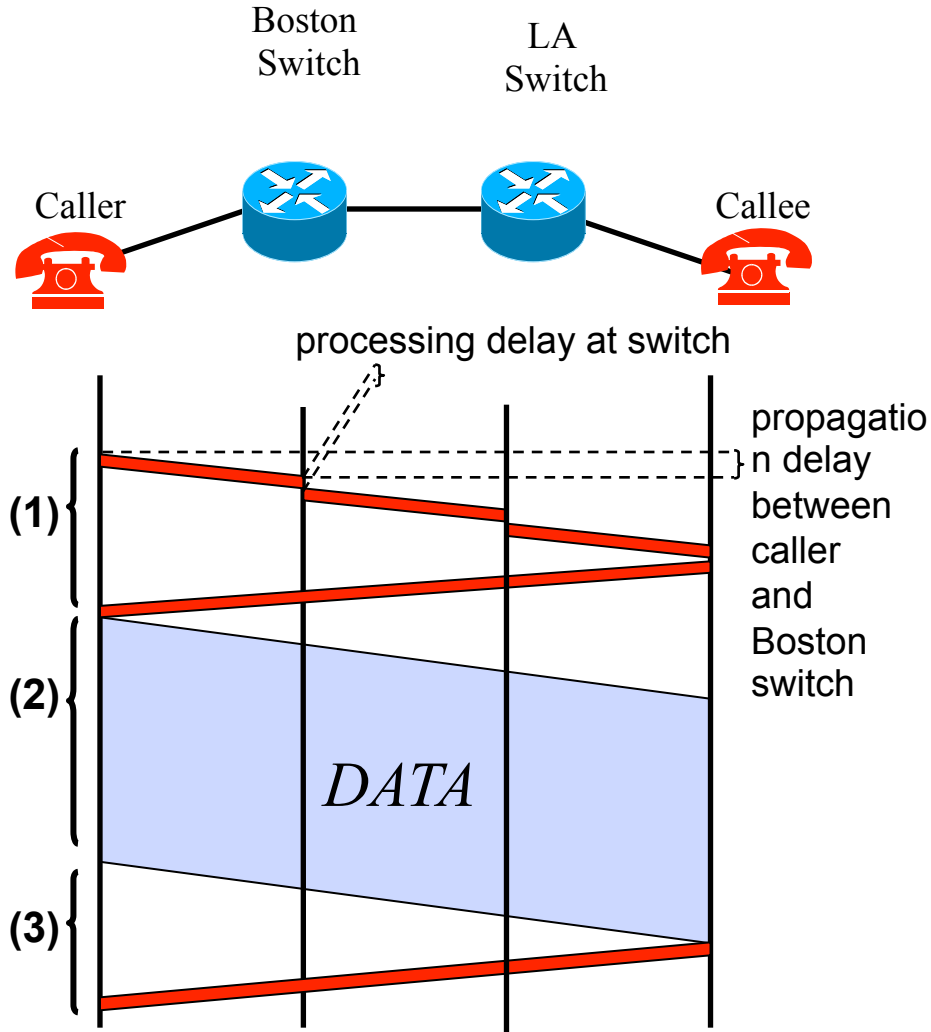 Boston
Switch
LA
Switch
Caller
Callee
processing delay at switch
propagatio
n delay
between
caller
and
Boston
switch
(1)
(2)
DATA
(3)